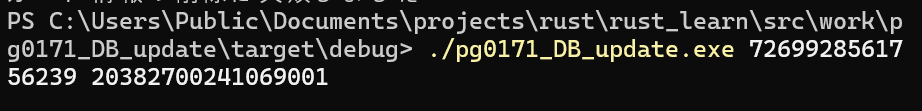 PS C:\Users\Public\Documents\projects\rust\rust_learn\src\work\p
g0171_DB_update\target\debug> ./pg0171_DB_update.exe 72699285617
56239 20382700241069001